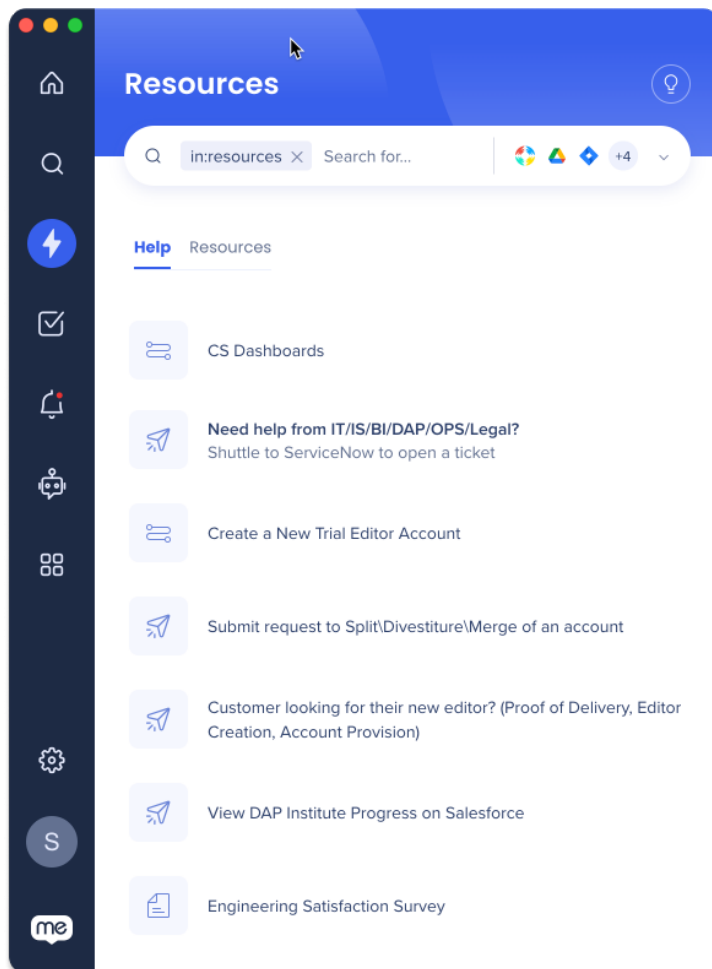 Resources
in:resources
Search for...
+4
Help
Resources
CS Dashboards
Need help from IT/IS/BI/DAP/OPS/Legal?
Shuttle to ServiceNow to open a ticket
Create a New Trial Editor Account
Submit request to Split\Divestiture\Merge of an account
Customer looking for their new editor? (Proof of Delivery, Editor
Creation, Account Provision)
View DAP Institute Progress on Salesforce
Engineering Satisfaction Survey
S
me